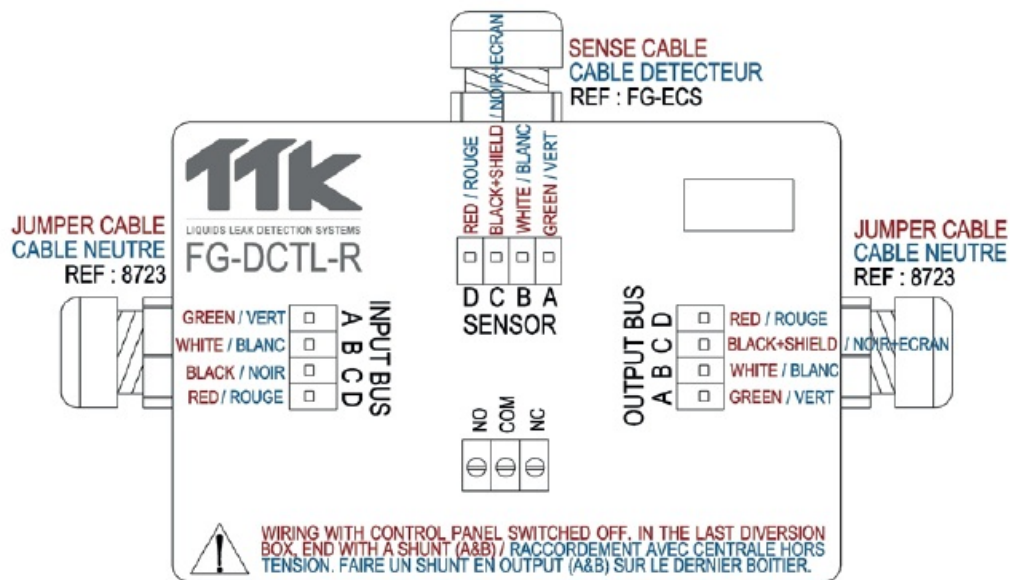 SENSE CABLE
CABLE DETECTEUR
REF : FG-ECS
TTK
LIQUIDS LEAK DETECTION SYSTEMS
FG-DCTL-R
RED / ROUGE
BLACK+SHIELD / NOIR+ECRAN
WHITE / BLANC
GREEN / VERT
D C B A
SENSOR
JUMPER CABLE
CABLE NEUTRE
REF : 8723
GREEN / VERT
WHITE / BLANC
BLACK / NOIR
RED / ROUGE
A B C D
INPUT BUS
JUMPER CABLE
CABLE NEUTRE
REF : 8723
OUTPUT BUS
A B C D
RED / ROUGE
BLACK+SHIELD / NOIR+ECRAN
WHITE / BLANC
GREEN / VERT
NO
COM
NC
WIRING WITH CONTROL PANEL SWITCHED OFF. IN THE LAST DIVERSION
BOX, END WITH A SHUNT (A&B) / RACCORDEMENT AVEC CENTRALE HORS
TENSION. FAIRE UN SHUNT EN OUTPUT (A&B) SUR LE DERNIER BOITIER.